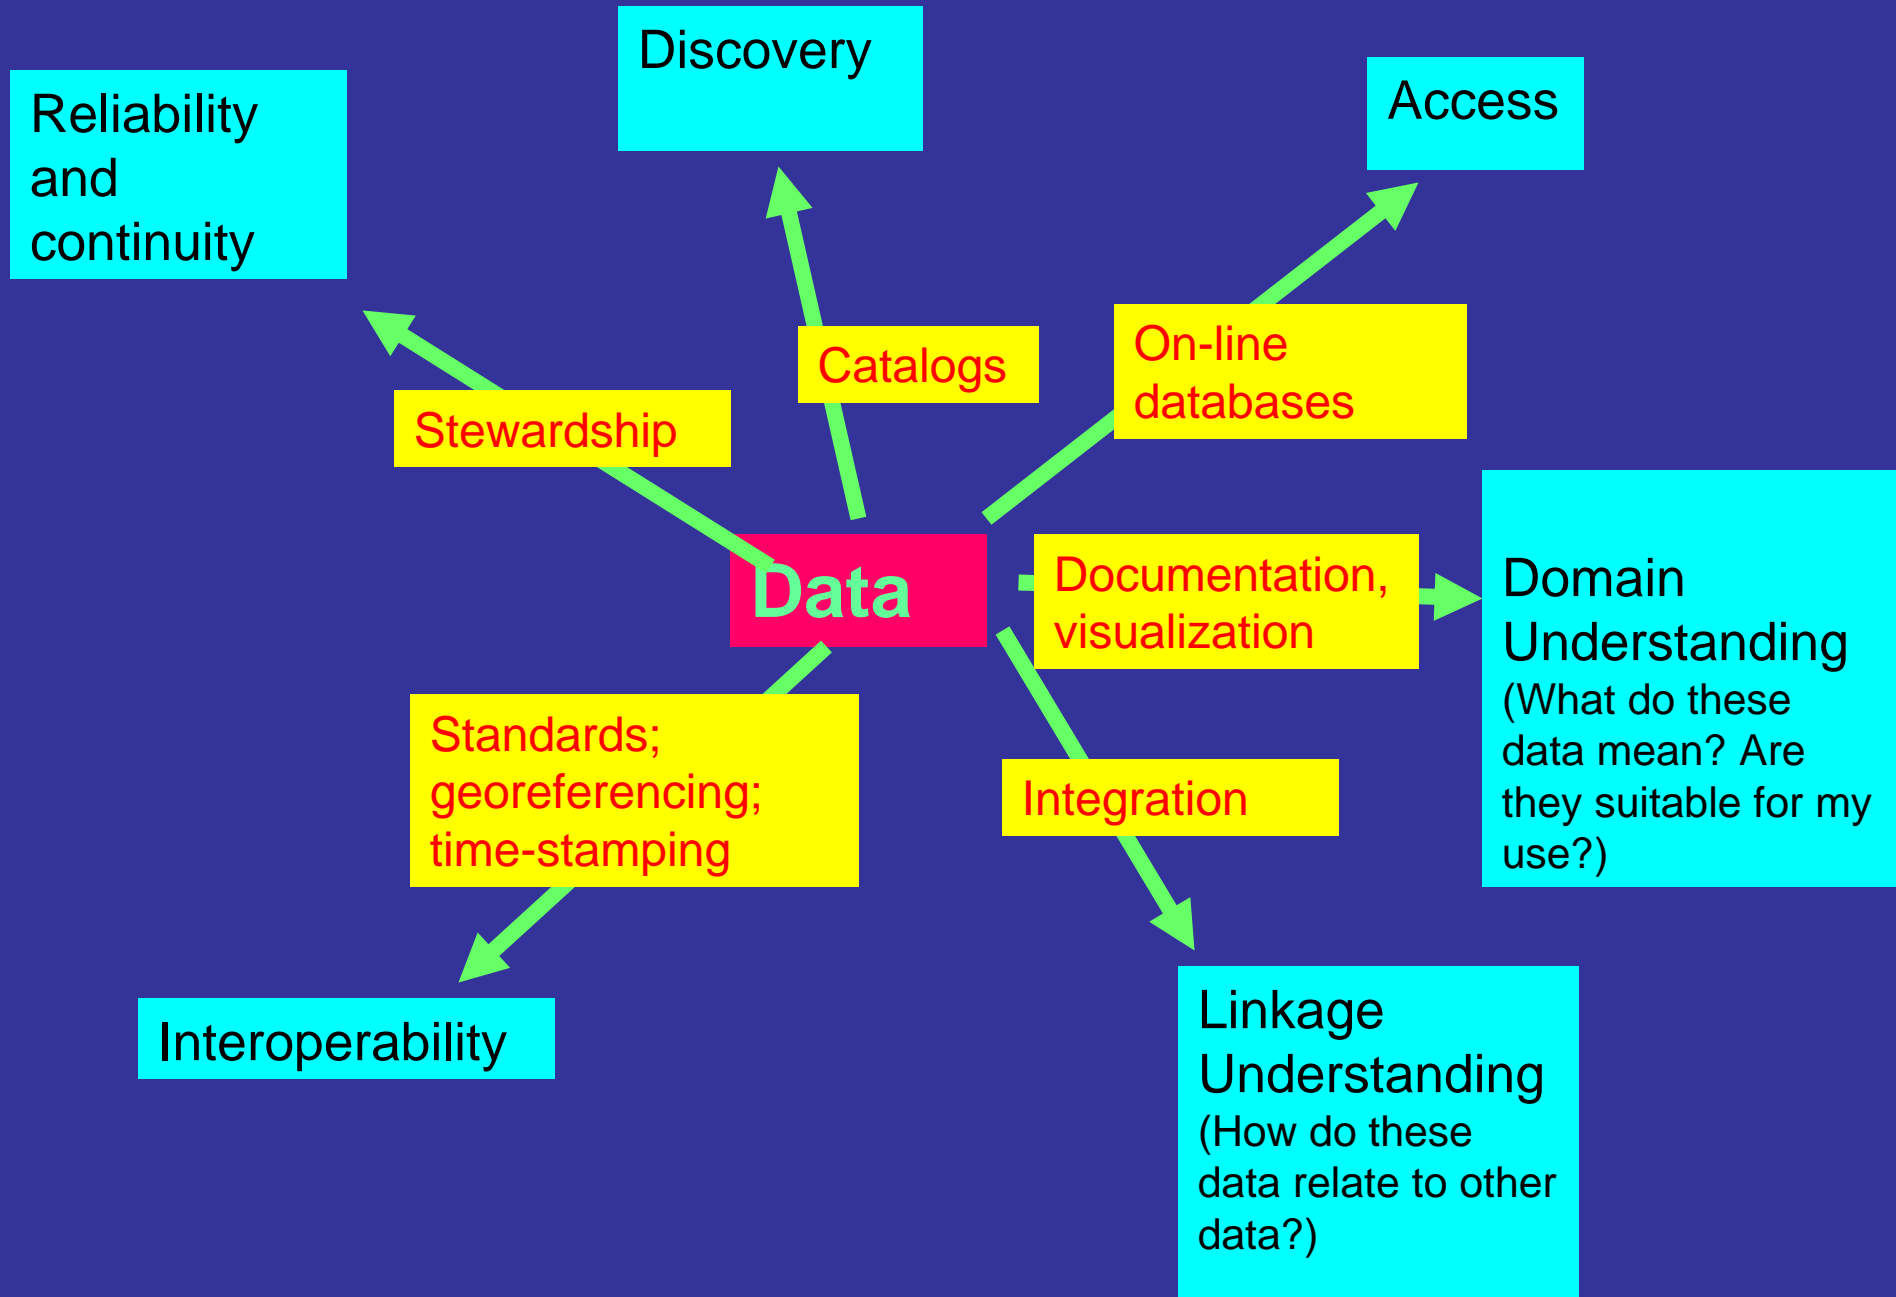 Discovery
Access
Reliability
and
continuity
Catalogs
On-line
databases
Stewardship
Data
Documentation,
visualization
Domain
Understanding
(What do these
data mean? Are
they suitable for my
use?)
Standards;
georeferencing;
time-stamping
Integration
Interoperability
Linkage
Understanding
(How do these
data relate to other
data?)